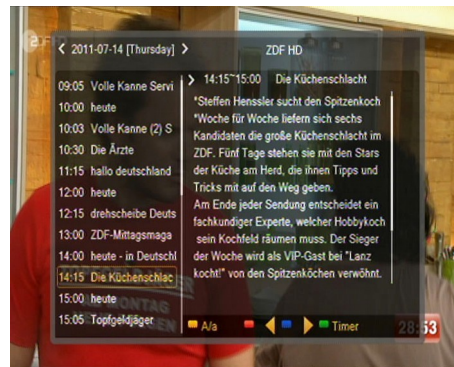 ZDF
< 2011-07-14 [Thursday] > ZDF HD
09:05 Volle Kanne Servi
10:00 heute
10:03 Volle Kanne (2) S
10:30 Die Ärzte
11:15 hallo deutschland
12:00 heute
12:15 drehscheibe Deuts
13:00 ZDF-Mittagsmaga
14:00 heute - in Deutschl
14:15 Die Küchenschlac
15:00 heute
15:05 Topfgeldjäger
> 14:15~15:00 Die Küchenschlacht
"Steffen Henssler sucht den Spitzenkoch
"Woche für Woche liefern sich sechs
Kandidaten die große Küchenschlacht im
ZDF. Fünf Tage stehen sie mit den Stars
der Küche am Herd, die ihnen Tipps und
Tricks mit auf den Weg geben.
Am Ende jeder Sendung entscheidet ein
fachkundiger Experte, welcher Hobbykoch
sein Kochfeld räumen muss. Der Sieger
der Woche wird als VIP-Gast bei "Lanz
kocht!" von den Spitzenköchen verwöhnt.
A/a Timer
28:53
MONTAG